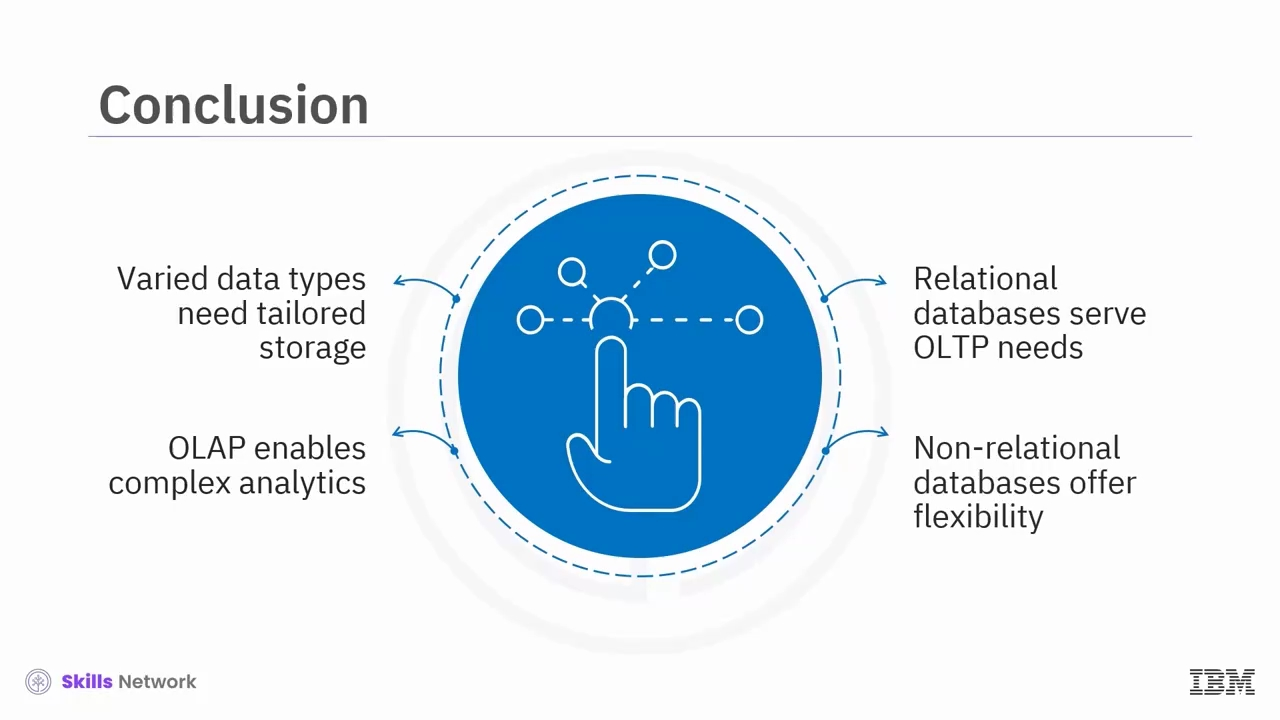 Conclusion
Varied data types
need tailored
storage
OLAP enables
complex analytics
Relational
databases serve
OLTP needs
Non-relational
databases offer
flexibility
Skills Network
IBM